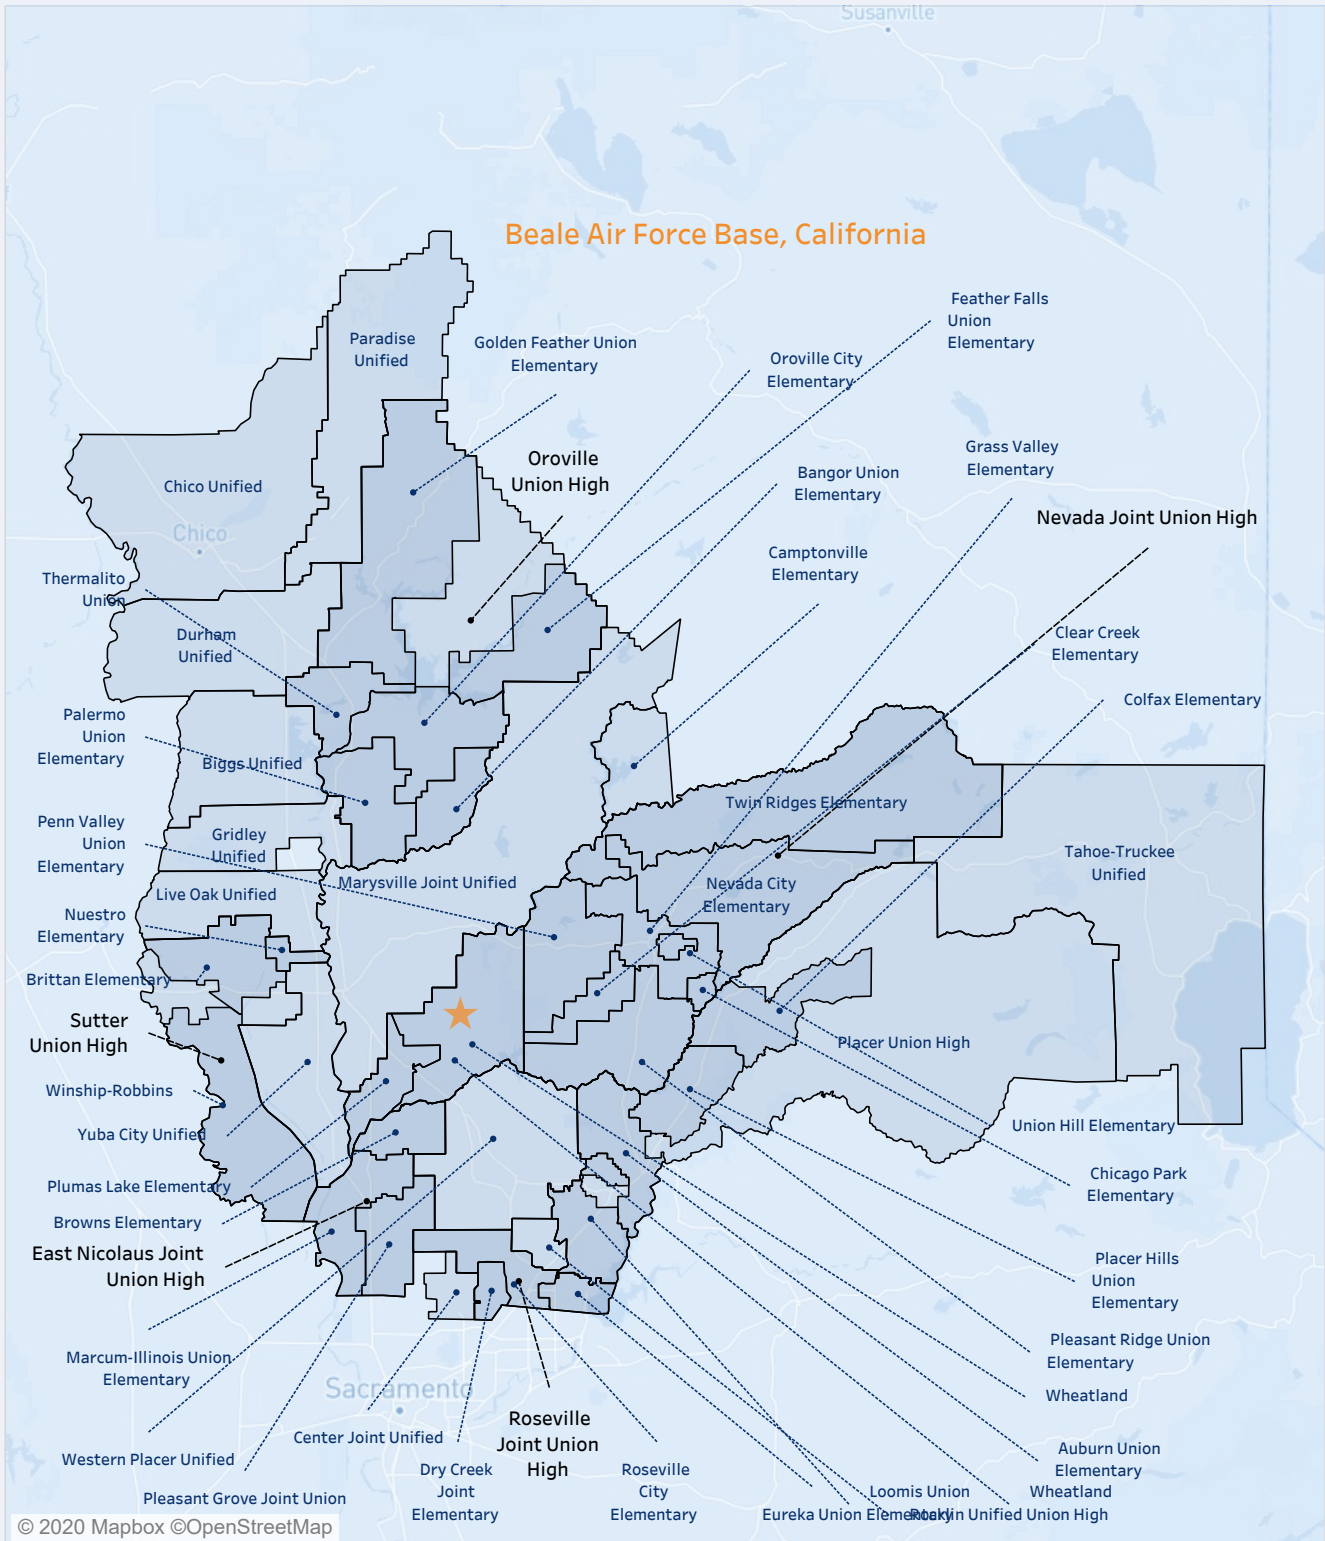 Susanville
Beale Air Force Base, California
Feather Falls
Union
Elementary
Paradise
Unified
Golden Feather Union
Elementary
Oroville City
Elementary
Grass Valley
Elementary
Oroville
Union High
Bangor Union
Elementary
Chico Unified
Nevada Joint Union High
Chico
Camptonville
Elementary
Thermalito
Union
Durham
Unified
Clear Creek
Elementary
Colfax Elementary
Palermo
Union
Elementary
Biggs Unified
Twin Ridges Elementary
Penn Valley
Union
Elementary
Gridley
Unified
Tahoe-Truckee
Unified
Marysville Joint Unified
Nevada City
Elementary
Live Oak Unified
Nuestro
Elementary
Brittan Elementary
Sutter
Union High
Placer Union High
Winship-Robbins
Union Hill Elementary
Yuba City Unified
Chicago Park
Elementary
Plumas Lake Elementary
Browns Elementary
East Nicolaus Joint
Union High
Placer Hills
Union
Elementary
Pleasant Ridge Union
Elementary
Marcum-Illinois Union
Elementary
Wheatland
Sacramento
Roseville
Joint Union
High
Center Joint Unified
Auburn Union
Elementary
Western Placer Unified
Dry Creek
Joint
Elementary
Roseville
City
Elementary
Pleasant Grove Joint Union
Loomis Union
Elementary
Wheatland
Union High
Eureka Union Elementary
Rocklin Unified
© 2020 Mapbox ©OpenStreetMap